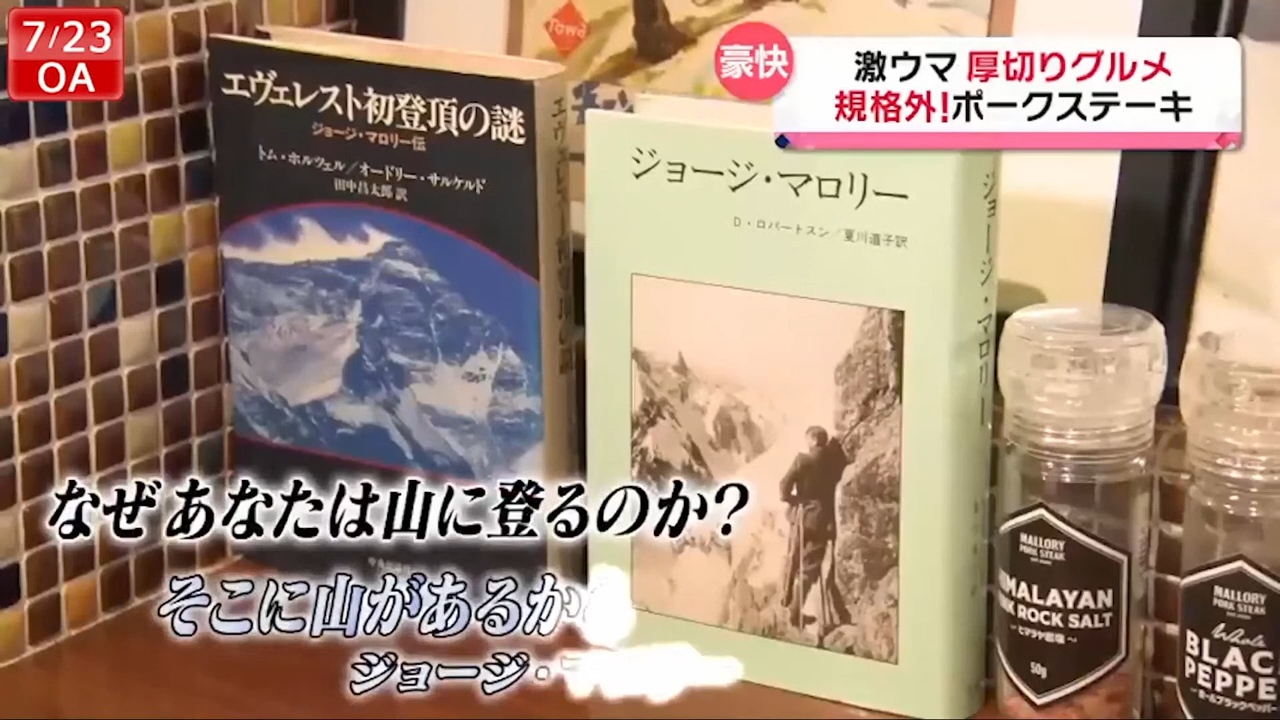 7/23
OA
豪快
激ウマ 厚切りグルメ
規格外!ポークステーキ
エヴェレスト初登頂の謎
ジョージ・マロリー伝
トム・ホルツェル/オードリー・サルケルド
田中昌太郎 訳
ジョージ・マロリー
D・ロバートスン/夏川道子訳
ジョージ・マロリー
なぜ あなたは山に登るのか?
そこに山があるか
ジョージ・
MALLORY
PORK STEAK
HIMALAYAN
PINK ROCK SALT
ヒマラヤ岩塩
50g
MALLORY
PORK STEAK
Whole
BLAC
PEPPE
ホールブラックペッパー